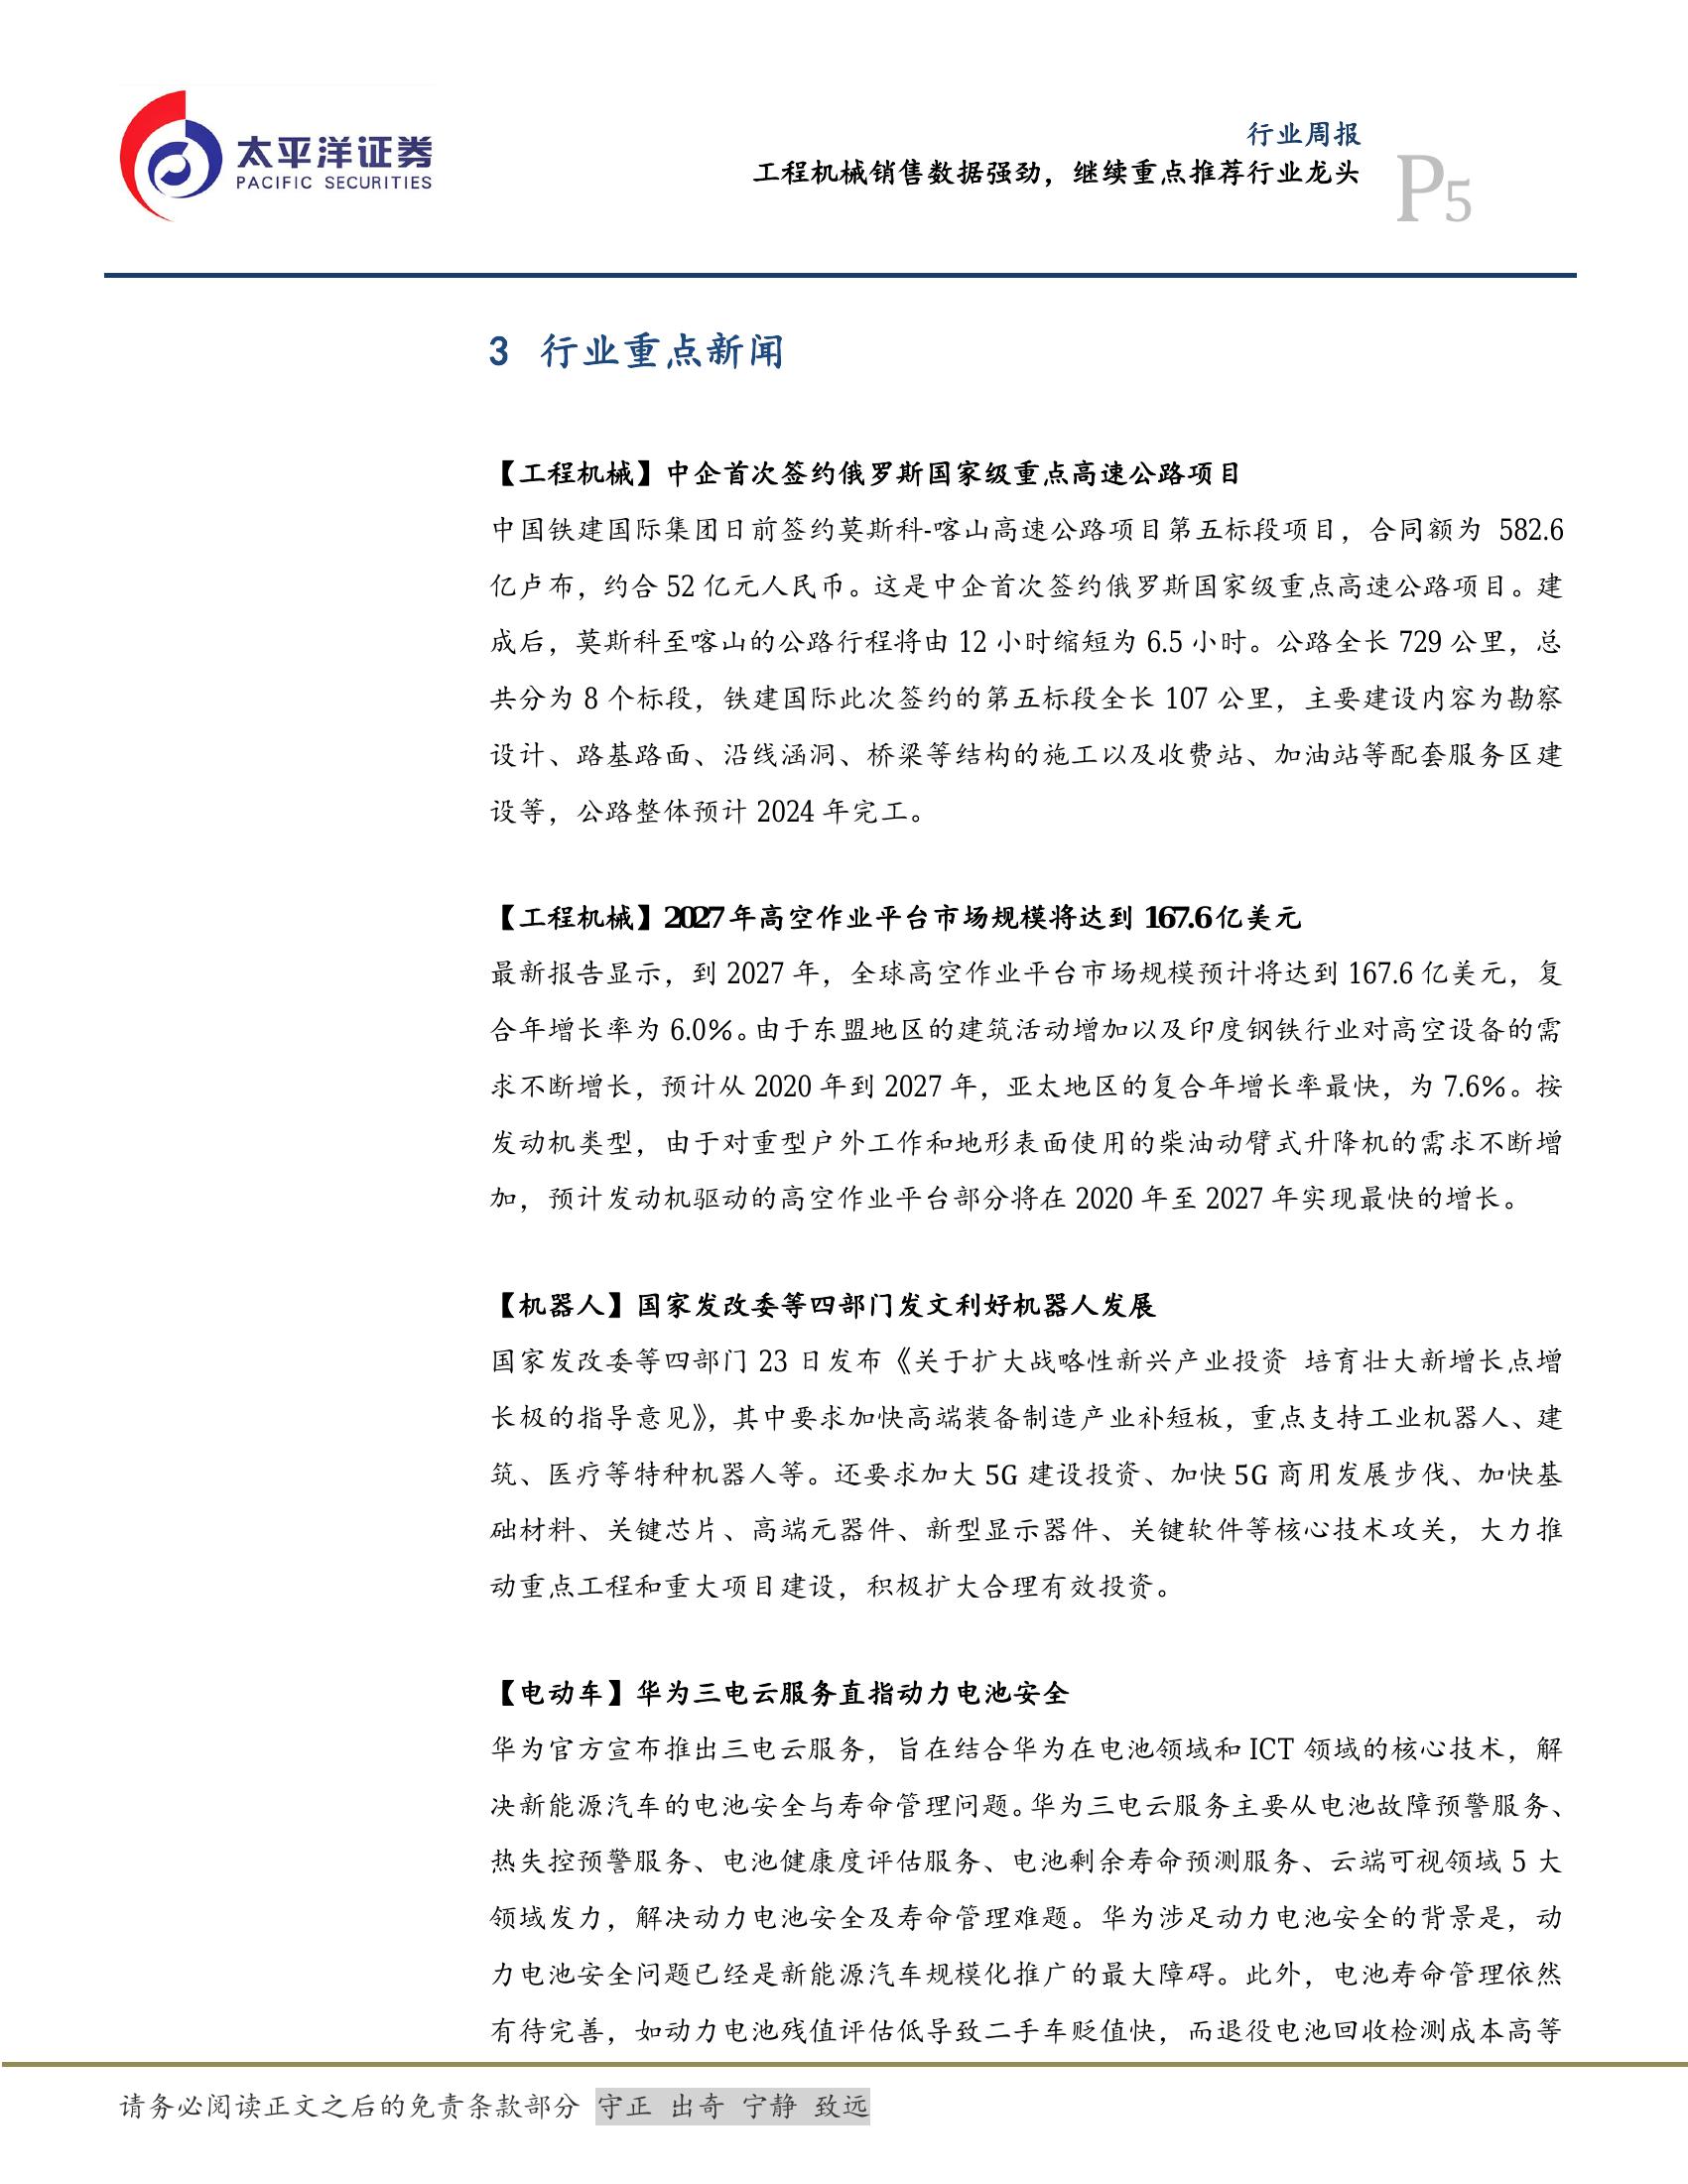 太平洋证券
PACIFIC SECURITIES
行业周报
工程机械销售数据强劲，继续重点推荐行业龙头
P5
3 行业重点新闻
【工程机械】中企首次签约俄罗斯国家级重点高速公路项目
中国铁建国际集团日前签约莫斯科-喀山高速公路项目第五标段项目，合同额为 582.6
亿卢布，约合 52 亿元人民币。这是中企首次签约俄罗斯国家级重点高速公路项目。建
成后，莫斯科至喀山的公路行程将由 12 小时缩短为 6.5 小时。公路全长 729 公里，总
共分为 8 个标段，铁建国际此次签约的第五标段全长 107 公里，主要建设内容为勘察
设计、路基路面、沿线涵洞、桥梁等结构的施工以及收费站、加油站等配套服务区建
设等，公路整体预计 2024 年完工。
【工程机械】2027 年高空作业平台市场规模将达到 167.6 亿美元
最新报告显示，到 2027 年，全球高空作业平台市场规模预计将达到 167.6 亿美元，复
合年增长率为 6.0%。由于东盟地区的建筑活动增加以及印度钢铁行业对高空设备的需
求不断增长，预计从 2020 年到 2027 年，亚太地区的复合年增长率最快，为 7.6%。按
发动机类型，由于对重型户外工作和地形表面使用的柴油动臂式升降机的需求不断增
加，预计发动机驱动的高空作业平台部分将在 2020 年至 2027 年实现最快的增长。
【机器人】国家发改委等四部门发文利好机器人发展
国家发改委等四部门 23 日发布《关于扩大战略性新兴产业投资 培育壮大新增长点增
长极的指导意见》，其中要求加快高端装备制造产业补短板，重点支持工业机器人、建
筑、医疗等特种机器人等。还要求加大 5G 建设投资、加快 5G 商用发展步伐、加快基
础材料、关键芯片、高端元器件、新型显示器件、关键软件等核心技术攻关，大力推
动重点工程和重大项目建设，积极扩大合理有效投资。
【电动车】华为三电云服务直指动力电池安全
华为官方宣布推出三电云服务，旨在结合华为在电池领域和 ICT 领域的核心技术，解
决新能源汽车的电池安全与寿命管理问题。华为三电云服务主要从电池故障预警服务、
热失控预警服务、电池健康度评估服务、电池剩余寿命预测服务、云端可视领域 5 大
领域发力，解决动力电池安全及寿命管理难题。华为涉足动力电池安全的背景是，动
力电池安全问题已经是新能源汽车规模化推广的最大障碍。此外，电池寿命管理依然
有待完善，如动力电池残值评估低导致二手车贬值快，而退役电池回收检测成本高等
请务必阅读正文之后的免责条款部分 守正 出奇 宁静 致远